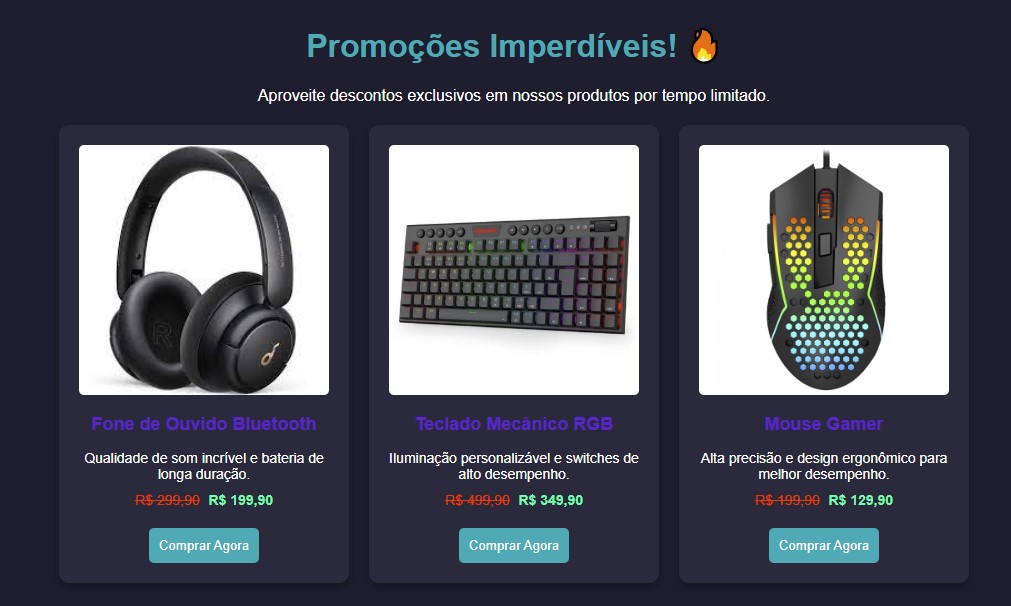 Promoções Imperdíveis! 🔥
Aproveite descontos exclusivos em nossos produtos por tempo limitado.
Fone de Ouvido Bluetooth
Qualidade de som incrível e bateria de
longa duração.
R$ 299,90 R$ 199,90
Comprar Agora
Teclado Mecânico RGB
Iluminação personalizável e switches de
alto desempenho.
R$ 499,90 R$ 349,90
Comprar Agora
Mouse Gamer
Alta precisão e design ergonômico para
melhor desempenho.
R$ 199,90 R$ 129,90
Comprar Agora